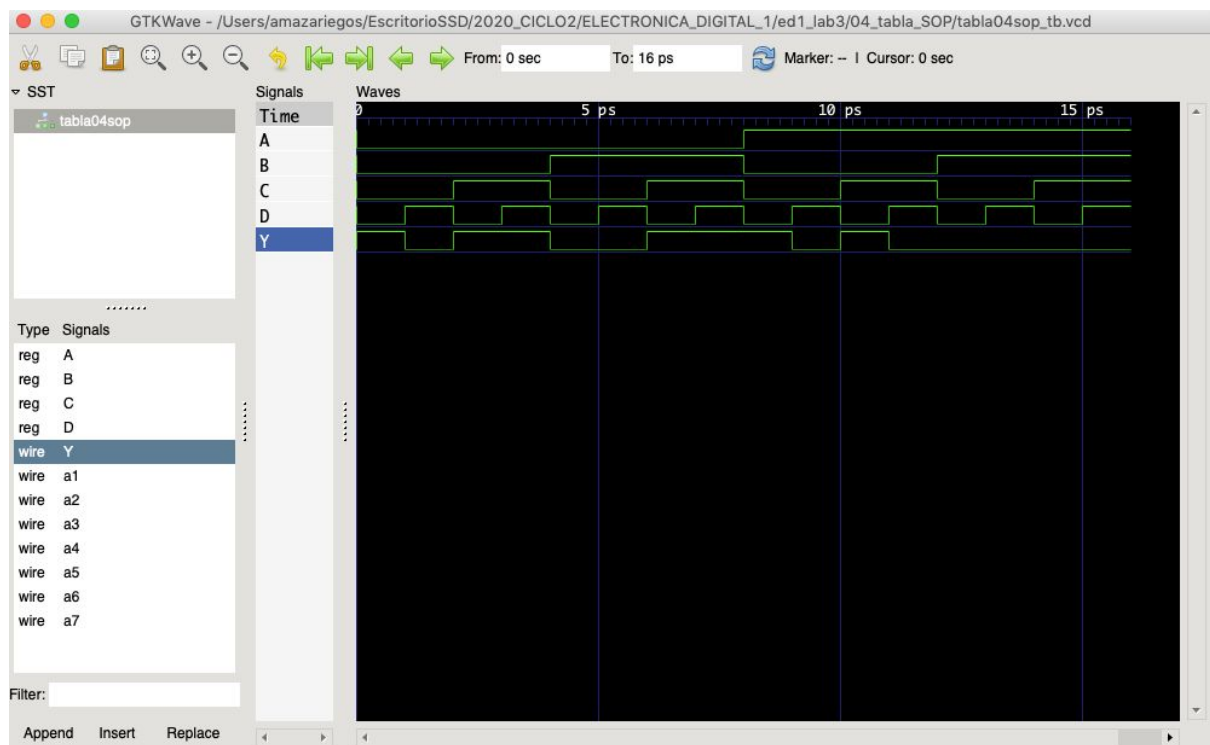 GTKWave - /Users/amazariegos/EscritorioSSD/2020_CICLO2/ELECTRONICA_DIGITAL_1/ed1_lab3/04_tabla_SOP/tabla04sop_tb.vcd
From: 0 sec To: 16 ps Marker: -- | Cursor: 0 sec
SST
tabla04sop
Type Signals
reg A
reg B
reg C
reg D
wire Y
wire a1
wire a2
wire a3
wire a4
wire a5
wire a6
wire a7
Filter:
Append Insert Replace
Signals
Time
A
B
C
D
Y
Waves
0 5 ps 10 ps 15 ps